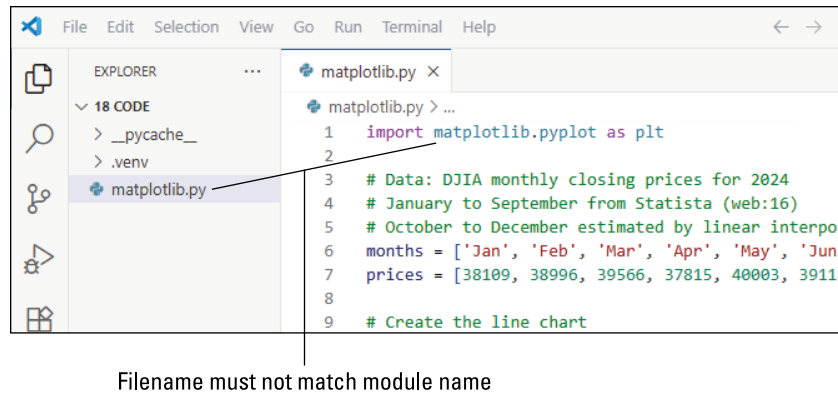 File Edit Selection View Go Run Terminal Help
EXPLORER
matplotlib.py
18 CODE
matplotlib.py > ...
__pycache__
.venv
matplotlib.py
1 import matplotlib.pyplot as plt
2
3 # Data: DJIA monthly closing prices for 2024
4 # January to September from Statista (web:16)
5 # October to December estimated by linear interpo
6 months = ['Jan', 'Feb', 'Mar', 'Apr', 'May', 'Jun
7 prices = [38109, 38996, 39566, 37815, 40003, 3911
8
9 # Create the line chart
Filename must not match module name